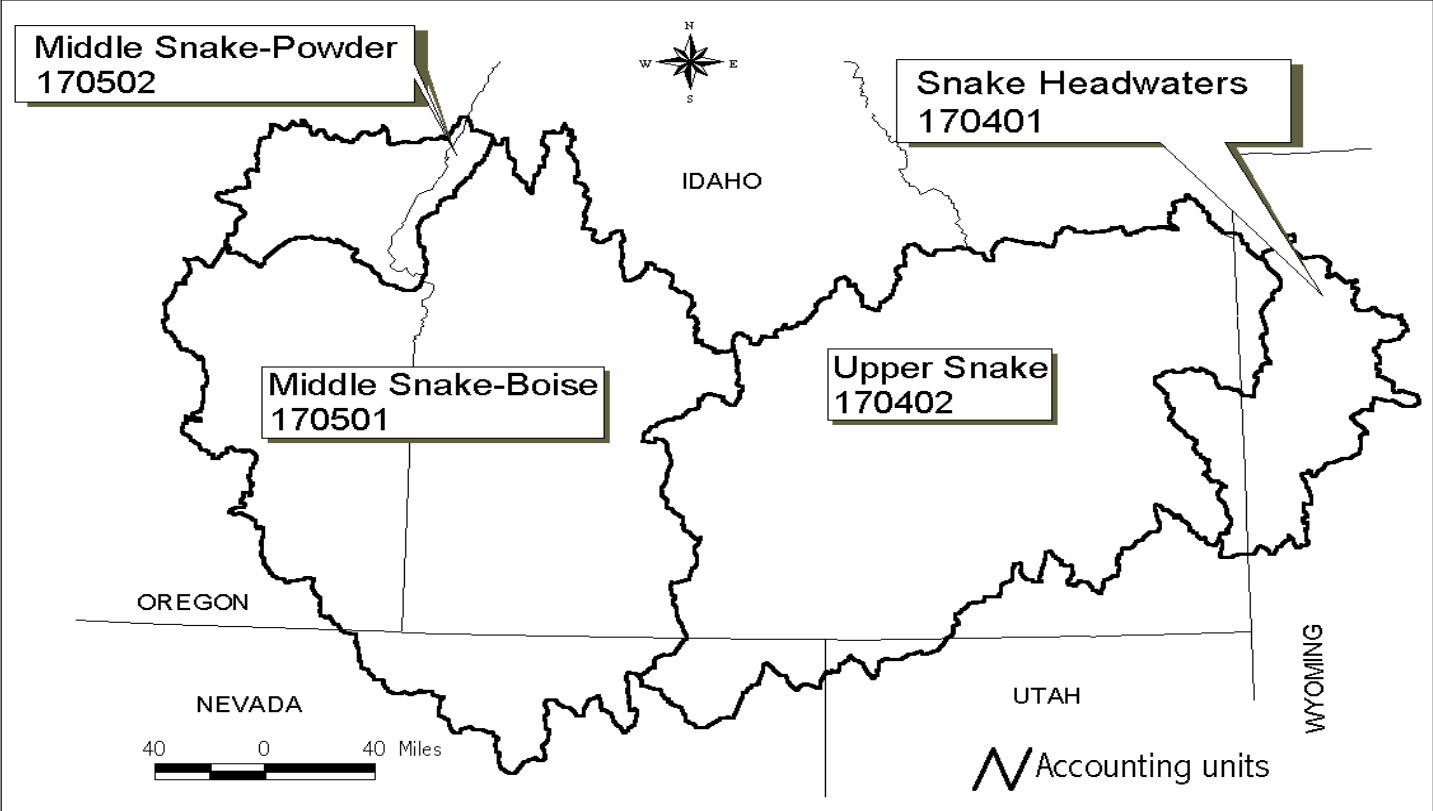 Middle Snake-Powder
170502
N
W E
S
Snake Headwaters
170401
IDAHO
Upper Snake
170402
Middle Snake-Boise
170501
OREGON
NEVADA
UTAH
WYOMING
40 0 40 Miles
Accounting units